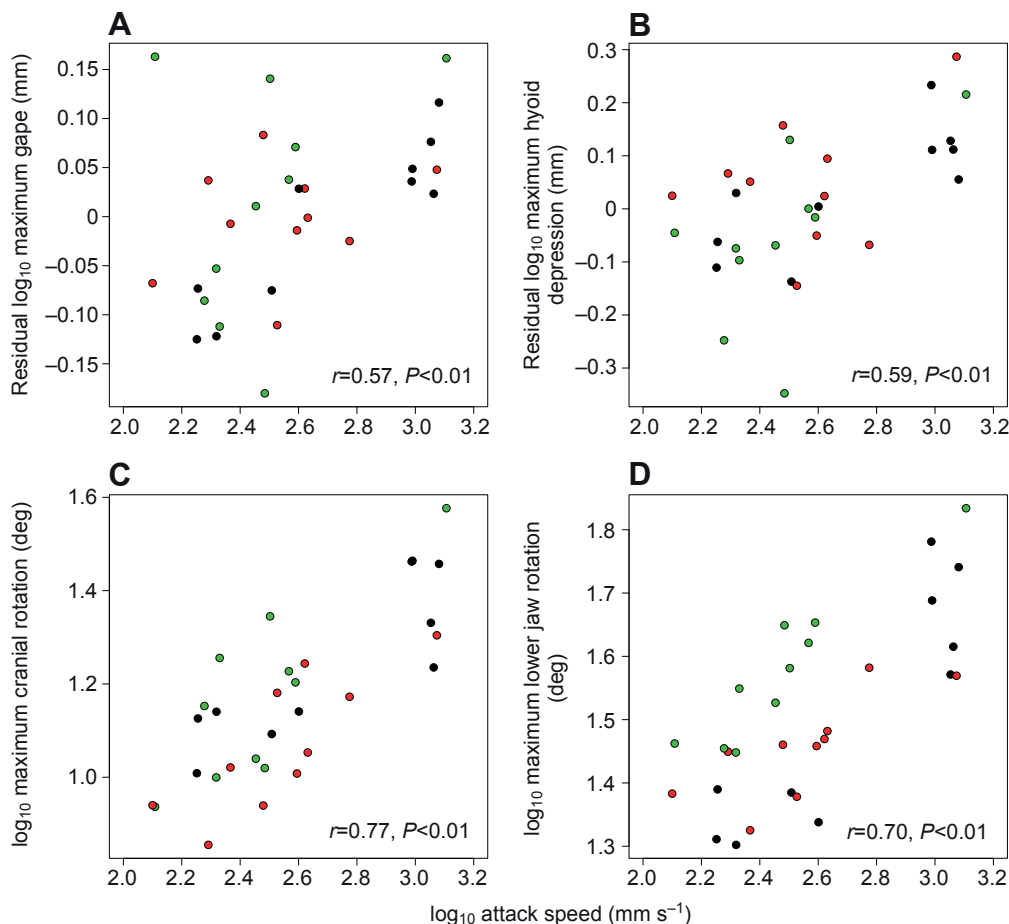 A
Residual log₁₀ maximum gape (mm)
0.15
0.10
0.05
0
–0.05
–0.10
–0.15
r=0.57, P<0.01
2.0 2.2 2.4 2.6 2.8 3.0 3.2
B
Residual log₁₀ maximum hyoid
depression (mm)
0.3
0.2
0.1
0
–0.1
–0.2
–0.3
r=0.59, P<0.01
2.0 2.2 2.4 2.6 2.8 3.0 3.2
C
log₁₀ maximum cranial rotation (deg)
1.6
1.4
1.2
1.0
r=0.77, P<0.01
2.0 2.2 2.4 2.6 2.8 3.0 3.2
D
log₁₀ maximum lower jaw rotation
(deg)
1.8
1.7
1.6
1.5
1.4
1.3
r=0.70, P<0.01
2.0 2.2 2.4 2.6 2.8 3.0 3.2
log₁₀ attack speed (mm s⁻¹)